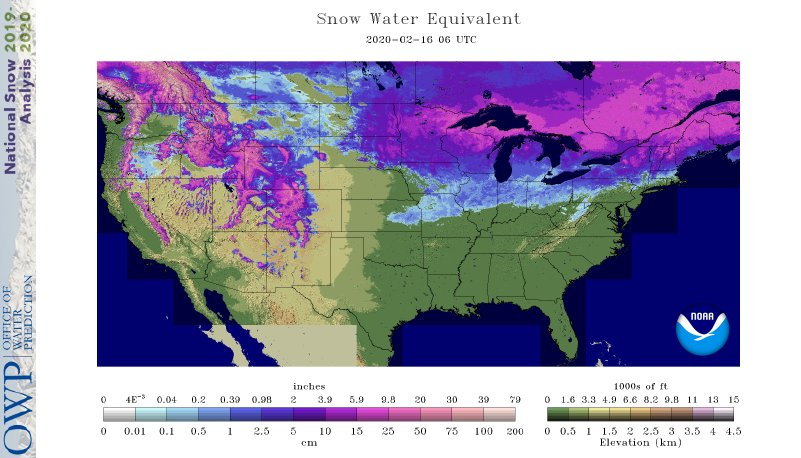 National Snow 2019-
Analysis 2020
OWP
OFFICE OF
WATER
PREDICTION
Snow Water Equivalent
2020-02-16 06 UTC
NOAA
inches
0 4E⁻³ 0.04 0.2 0.39 0.98 2 3.9 5.9 9.8 20 30 39 79
0 0.01 0.1 0.5 1 2.5 5 10 15 25 50 75 100 200
cm
1000s of ft
0 1.6 3.3 4.9 6.6 8.2 9.8 11 13 15
0 0.5 1 1.5 2 2.5 3 3.5 4 4.5
Elevation (km)